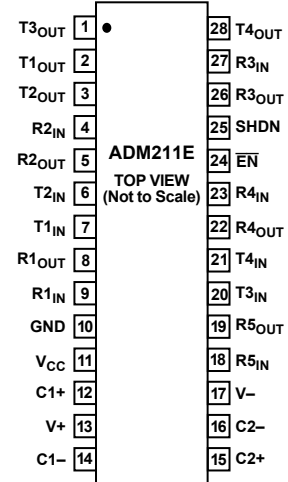 T3OUT 1 28 T4OUT
T1OUT 2 27 R3IN
T2OUT 3 26 R3OUT
R2IN 4 25 SHDN
R2OUT 5 ADM211E 24 EN
T2IN 6 TOP VIEW 23 R4IN
(Not to Scale)
T1IN 7 22 R4OUT
R1OUT 8 21 T4IN
R1IN 9 20 T3IN
GND 10 19 R5OUT
VCC 11 18 R5IN
C1+ 12 17 V–
V+ 13 16 C2–
C1– 14 15 C2+